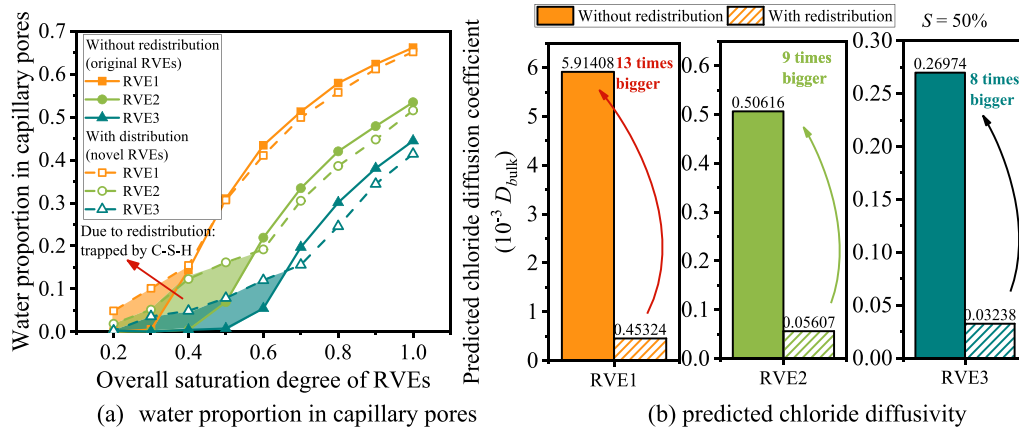 Water proportion in capillary pores
0.7
0.6
0.5
0.4
0.3
0.2
0.1
0.0
Without redistribution
(original RVEs)
RVE1
RVE2
RVE3
With distribution
(novel RVEs)
RVE1
RVE2
RVE3
Due to redistribution:
trapped by C-S-H
0.2 0.4 0.6 0.8 1.0
Overall saturation degree of RVEs
(a) water proportion in capillary pores
Without redistribution With redistribution
S = 50%
Predicted chloride diffusion coefficient
(10⁻³ D_bulk)
6
5
4
3
2
1
0
5.91408
13 times
bigger
0.45324
RVE1
0.6
0.5
0.4
0.3
0.2
0.1
0.0
0.50616
9 times
bigger
0.05607
RVE2
0.30
0.25
0.20
0.15
0.10
0.05
0.00
0.26974
8 times
bigger
0.03238
RVE3
(b) predicted chloride diffusivity